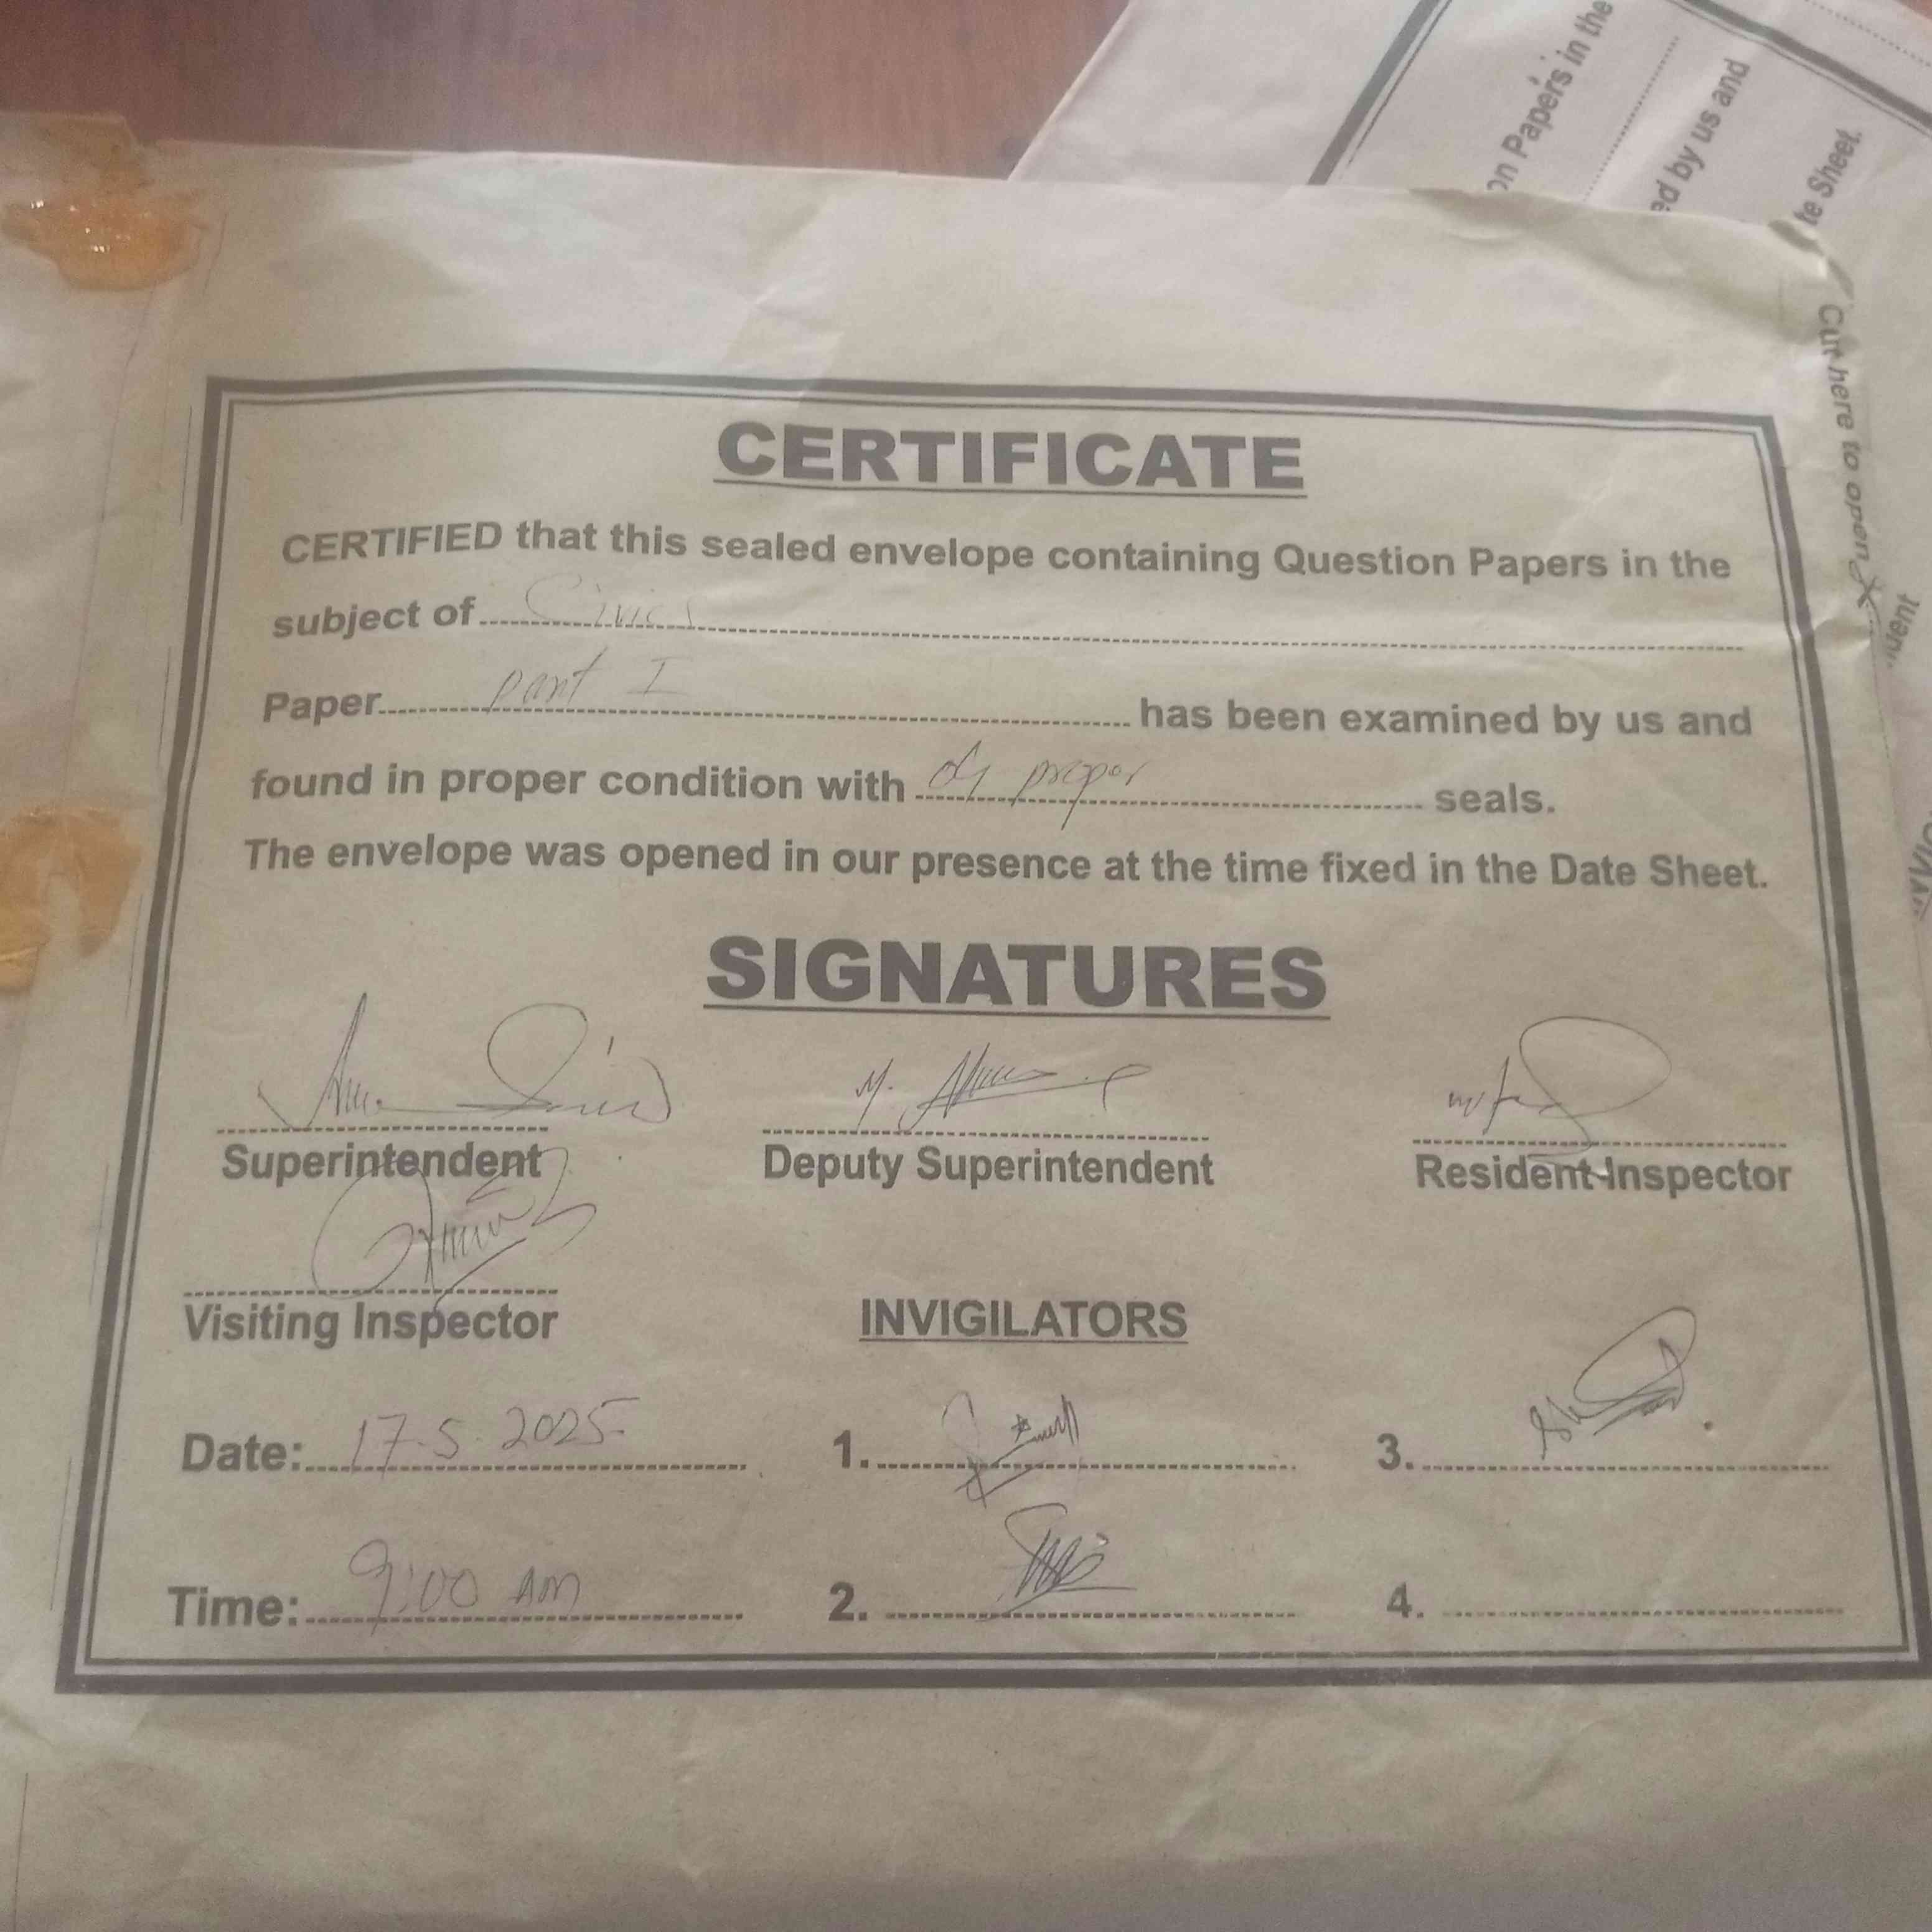 on Papers in the
ed by us and
te Sheet.
Cut here to open
CERTIFICATE
CERTIFIED that this sealed envelope containing Question Papers in the
subject of Civics
Paper part I has been examined by us and
found in proper condition with proper seals.
The envelope was opened in our presence at the time fixed in the Date Sheet.
SIGNATURES
Superintendent Deputy Superintendent Resident Inspector
Visiting Inspector INVIGILATORS
Date: 17.5.2025 1. 3.
Time: 9:00 AM 2. 4.